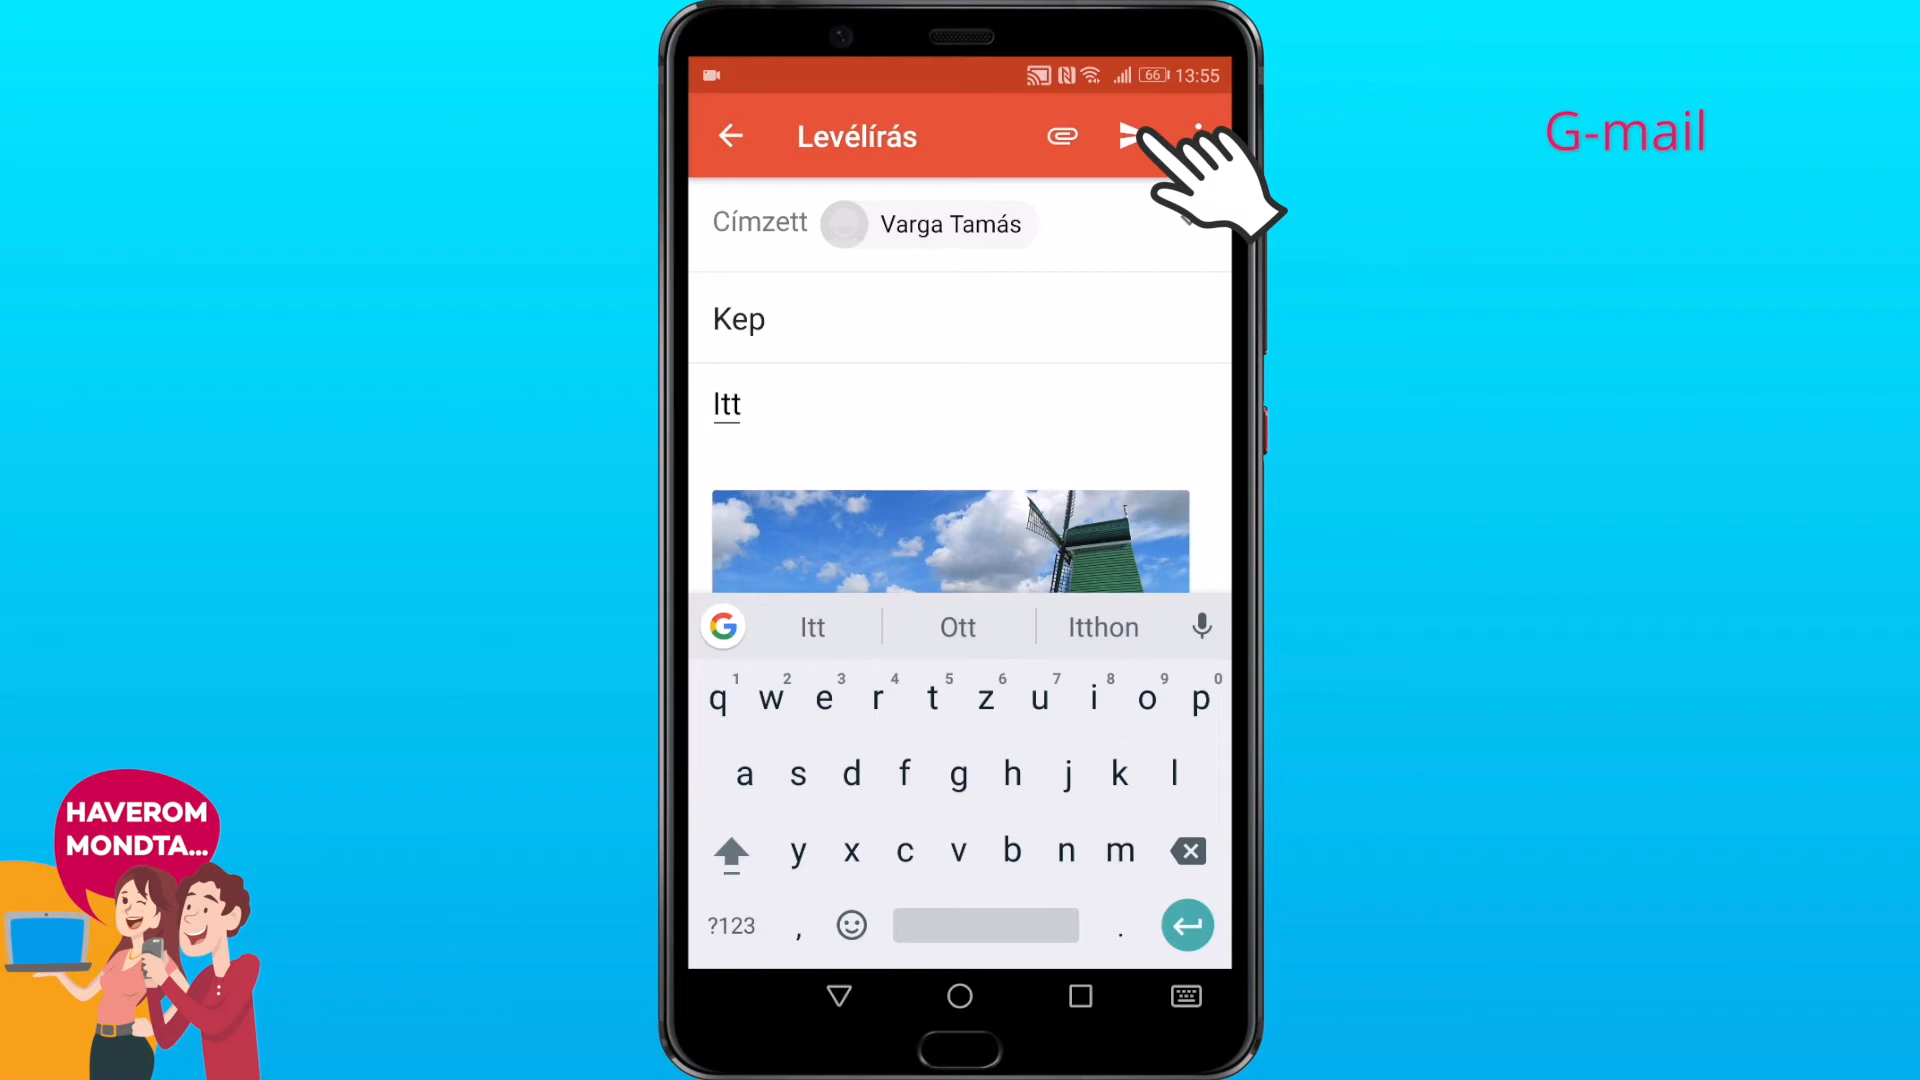 G-mail
66 13:55
Levélírás
Címzett Varga Tamás
Kep
Itt
G Itt Ott Itthon
1 2 3 4 5 6 7 8 9 0
q w e r t z u i o p
a s d f g h j k l
y x c v b n m
?123 , .
HAVEROM
MONDTA...